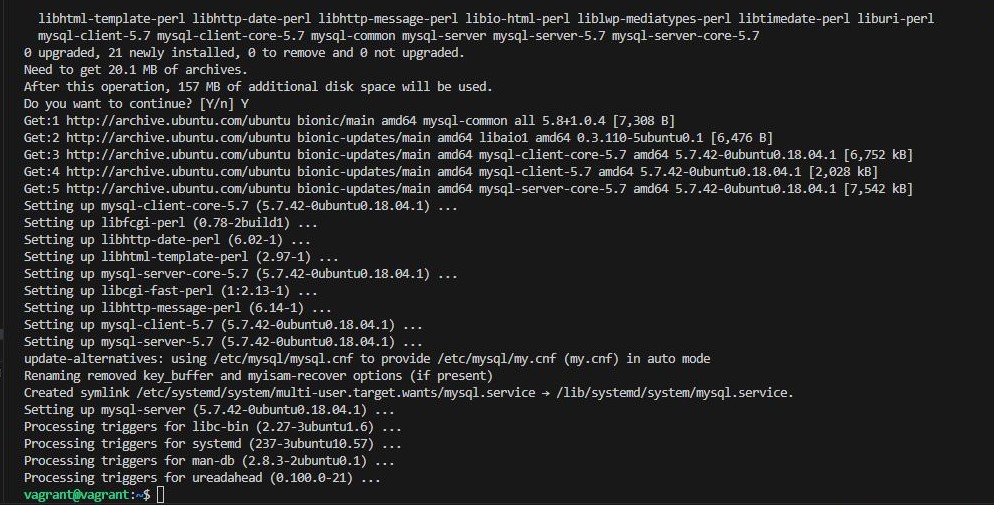 libhtml-template-perl libhttp-date-perl libhttp-message-perl libio-html-perl liblwp-mediatypes-perl libtimedate-perl liburi-perl
mysql-client-5.7 mysql-client-core-5.7 mysql-common mysql-server mysql-server-5.7 mysql-server-core-5.7
0 upgraded, 21 newly installed, 0 to remove and 0 not upgraded.
Need to get 20.1 MB of archives.
After this operation, 157 MB of additional disk space will be used.
Do you want to continue? [Y/n] Y
Get:1 http://archive.ubuntu.com/ubuntu bionic/main amd64 mysql-common all 5.8+1.0.4 [7,308 B]
Get:2 http://archive.ubuntu.com/ubuntu bionic-updates/main amd64 libaio1 amd64 0.3.110-5ubuntu0.1 [6,476 B]
Get:3 http://archive.ubuntu.com/ubuntu bionic-updates/main amd64 mysql-client-core-5.7 amd64 5.7.42-0ubuntu0.18.04.1 [6,752 kB]
Get:4 http://archive.ubuntu.com/ubuntu bionic-updates/main amd64 mysql-client-5.7 amd64 5.7.42-0ubuntu0.18.04.1 [2,028 kB]
Get:5 http://archive.ubuntu.com/ubuntu bionic-updates/main amd64 mysql-server-core-5.7 amd64 5.7.42-0ubuntu0.18.04.1 [7,542 kB]
Setting up mysql-client-core-5.7 (5.7.42-0ubuntu0.18.04.1) ...
Setting up libfcgi-perl (0.78-2build1) ...
Setting up libhttp-date-perl (6.02-1) ...
Setting up libhtml-template-perl (2.97-1) ...
Setting up mysql-server-core-5.7 (5.7.42-0ubuntu0.18.04.1) ...
Setting up libcgi-fast-perl (1:2.13-1) ...
Setting up libhttp-message-perl (6.14-1) ...
Setting up mysql-client-5.7 (5.7.42-0ubuntu0.18.04.1) ...
Setting up mysql-server-5.7 (5.7.42-0ubuntu0.18.04.1) ...
update-alternatives: using /etc/mysql/mysql.cnf to provide /etc/mysql/my.cnf (my.cnf) in auto mode
Renaming removed key_buffer and myisam-recover options (if present)
Created symlink /etc/systemd/system/multi-user.target.wants/mysql.service → /lib/systemd/system/mysql.service.
Setting up mysql-server (5.7.42-0ubuntu0.18.04.1) ...
Processing triggers for libc-bin (2.27-3ubuntu1.6) ...
Processing triggers for systemd (237-3ubuntu10.57) ...
Processing triggers for man-db (2.8.3-2ubuntu0.1) ...
Processing triggers for ureadahead (0.100.0-21) ...
vagrant@vagrant:~$